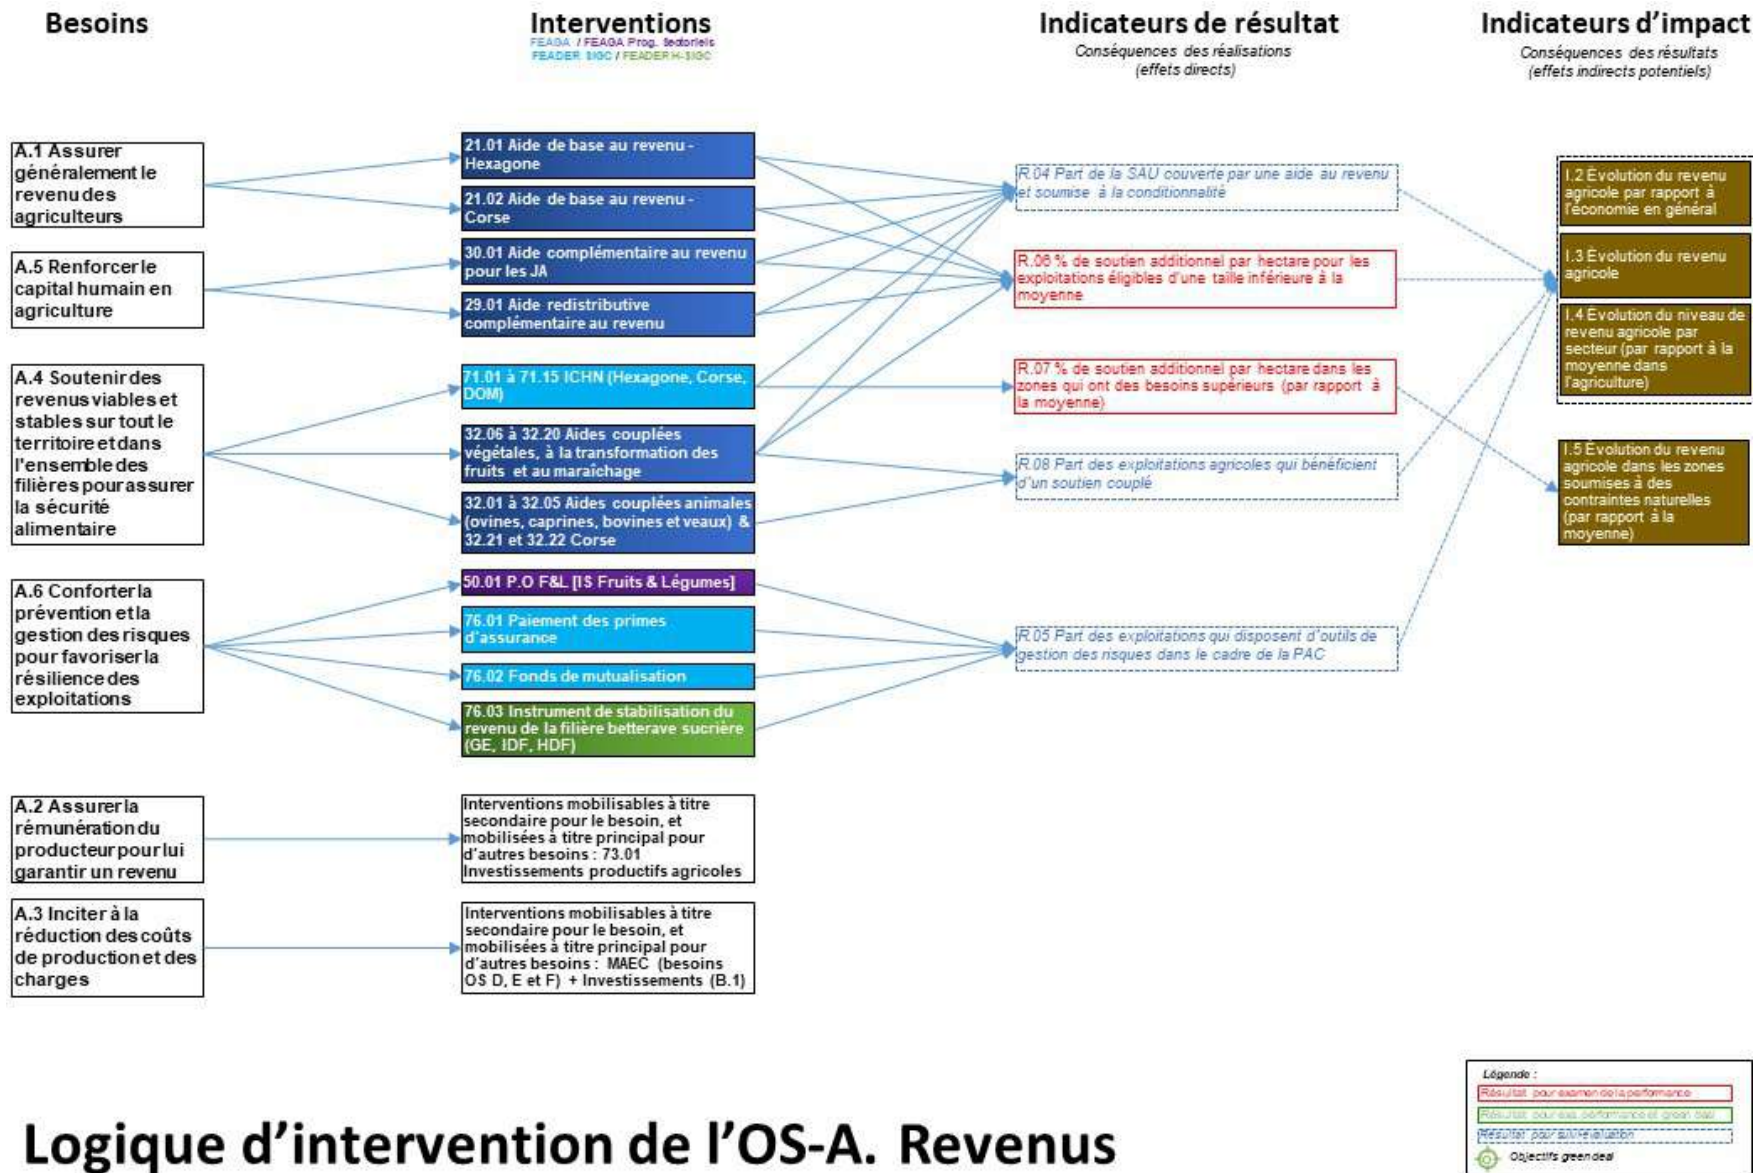 Besoins
Interventions
FEAGA / FEAGA Prog. Sectoriels
FEADER SIGC / FEADER H-SIGC
Indicateurs de résultat
Conséquences des réalisations
(effets directs)
Indicateurs d'impact
Conséquences des résultats
(effets indirects potentiels)
A.1 Assurer
généralement le
revenu des
agriculteurs
A.5 Renforcer le
capital humain en
agriculture
A.4 Soutenir des
revenus viables et
stables sur tout le
territoire et dans
l'ensemble des
filières pour assurer
la sécurité
alimentaire
A.6 Conforter la
prévention et la
gestion des risques
pour favoriser la
résilience des
exploitations
A.2 Assurer la
rémunération du
producteur pour lui
garantir un revenu
A.3 Inciter à la
réduction des coûts
de production et des
charges
21.01 Aide de base au revenu -
Hexagone
21.02 Aide de base au revenu -
Corse
30.01 Aide complémentaire au revenu
pour les JA
29.01 Aide redistributive
complémentaire au revenu
71.01 à 71.15 ICHN (Hexagone, Corse,
DOM)
32.06 à 32.20 Aides couplées
végétales, à la transformation des
fruits et au maraîchage
32.01 à 32.05 Aides couplées animales
(ovines, caprines, bovines et veaux) &
32.21 et 32.22 Corse
50.01 P.O F&L [IS Fruits & Légumes]
76.01 Paiement des primes
d'assurance
76.02 Fonds de mutualisation
76.03 Instrument de stabilisation du
revenu de la filière betterave sucrière
(GE, IDF, HDF)
Interventions mobilisables à titre
secondaire pour le besoin, et
mobilisées à titre principal pour
d'autres besoins : 73.01
Investissements productifs agricoles
Interventions mobilisables à titre
secondaire pour le besoin, et
mobilisées à titre principal pour
d'autres besoins : MAEC (besoins
OS D, E et F) + Investissements (B.1)
R.04 Part de la SAU couverte par une aide au revenu
et soumise à la conditionnalité
R.06 % de soutien additionnel par hectare pour les
exploitations éligibles d'une taille inférieure à la
moyenne
R.07 % de soutien additionnel par hectare dans les
zones qui ont des besoins supérieurs (par rapport à
la moyenne)
R.08 Part des exploitations agricoles qui bénéficient
d'un soutien couplé
R.05 Part des exploitations qui disposent d'outils de
gestion des risques dans le cadre de la PAC
I.2 Évolution du revenu
agricole par rapport à
l'économie en général
I.3 Évolution du revenu
agricole
I.4 Évolution du niveau de
revenu agricole par
secteur (par rapport à la
moyenne dans
l'agriculture)
I.5 Évolution du revenu
agricole dans les zones
soumises à des
contraintes naturelles
(par rapport à la
moyenne)
Logique d'intervention de l'OS-A. Revenus
Légende :
Résultat pour examen de la performance
Résultat pour exa. performance et green deal
Résultat pour suivi-évaluation
Objectifs green deal